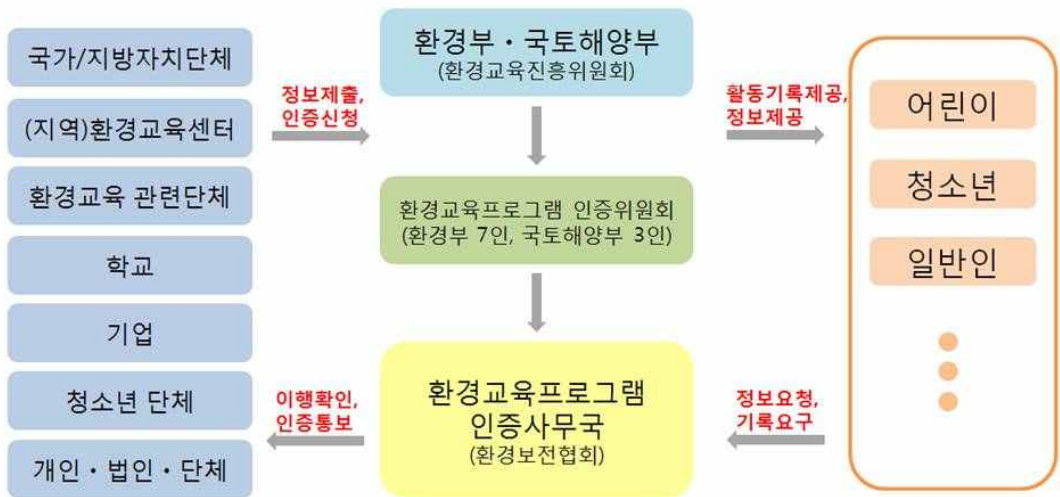 국가/지방자치단체
(지역)환경교육센터
환경교육 관련단체
학교
기업
청소년 단체
개인・법인・단체
정보제출,
인증신청
이행확인,
인증통보
환경부・국토해양부
(환경교육진흥위원회)
환경교육프로그램 인증위원회
(환경부 7인, 국토해양부 3인)
환경교육프로그램
인증사무국
(환경보전협회)
활동기록제공,
정보제공
정보요청,
기록요구
어린이
청소년
일반인